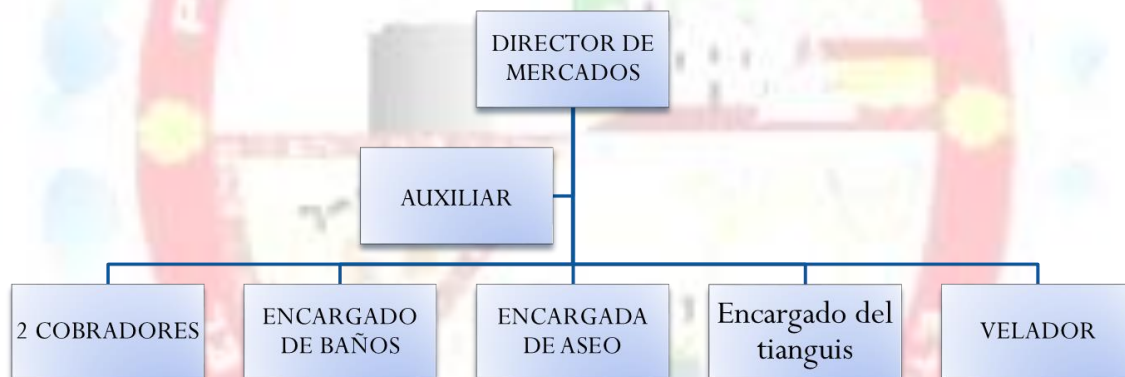 DIRECTOR DE
MERCADOS
AUXILIAR
2 COBRADORES
ENCARGADO
DE BAÑOS
ENCARGADA
DE ASEO
Encargado del
tianguis
VELADOR